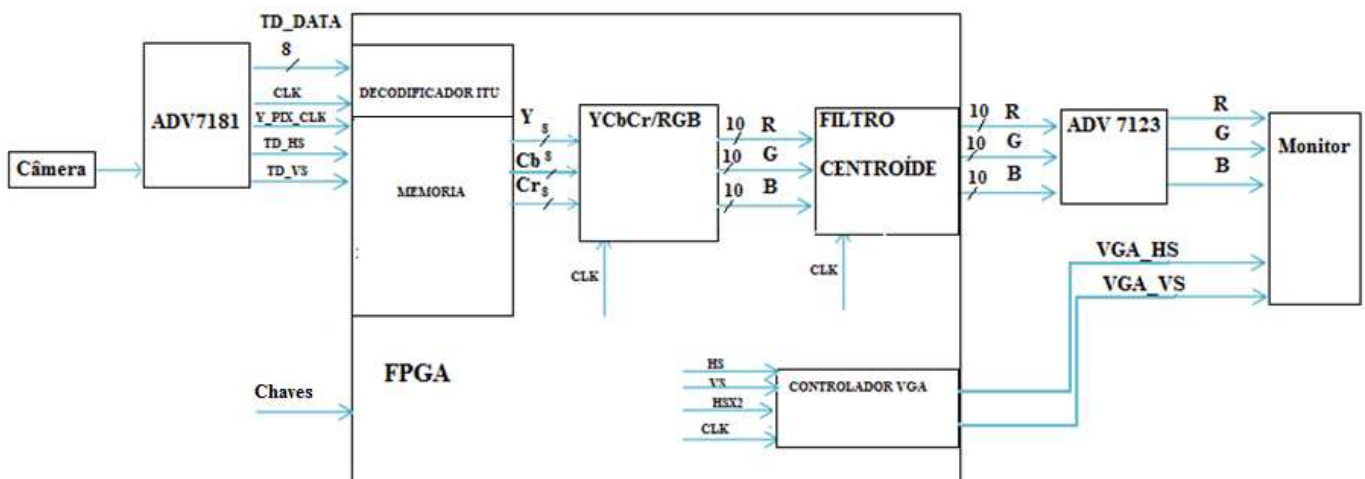 TD_DATA
8
CLK
Y_PIX_CLK
TD_HS
TD_VS
Câmera
ADV7181
DECODIFICADOR ITU
MEMORIA
Y
8
Cb
8
Cr
8
YCbCr/RGB
CLK
10 R
10 G
10 B
FILTRO
CENTROÍDE
CLK
10 R
10 G
10 B
ADV 7123
R
G
B
Monitor
VGA_HS
VGA_VS
Chaves
FPGA
HS
VS
HSX2
CLK
CONTROLADOR VGA